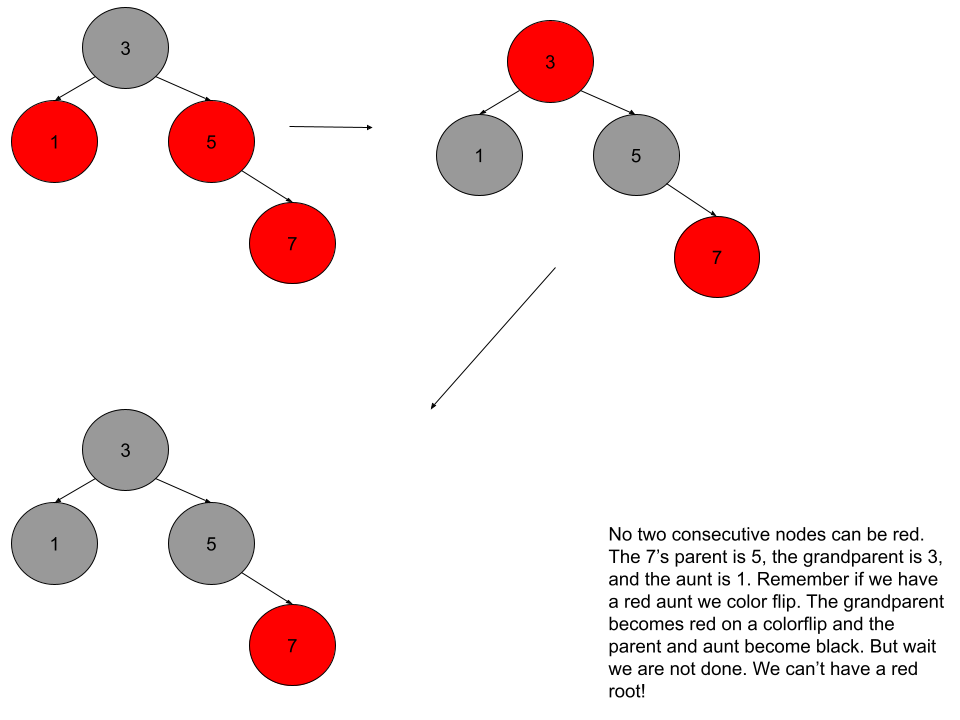 3
1
5
7
3
1
5
7
3
1
5
7
No two consecutive nodes can be red.
The 7’s parent is 5, the grandparent is 3,
and the aunt is 1. Remember if we have
a red aunt we color flip. The grandparent
becomes red on a colorflip and the
parent and aunt become black. But wait
we are not done. We can’t have a red
root!